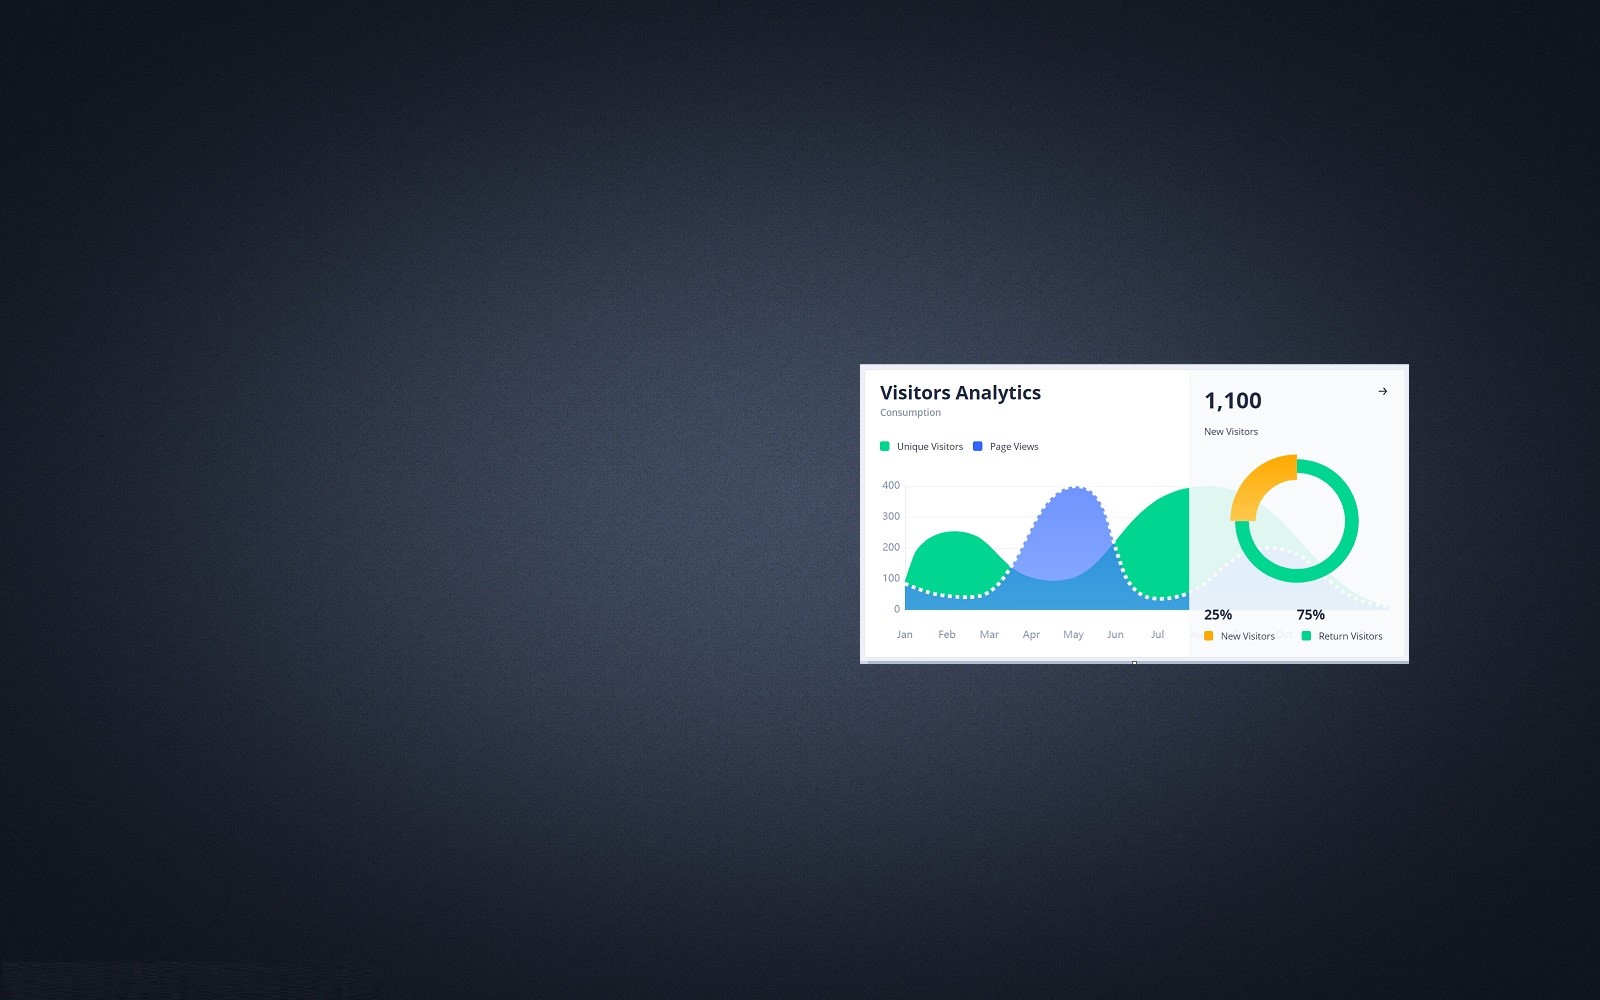 Visitors Analytics
Consumption
Unique Visitors
Page Views
400
300
200
100
0
Jan Feb Mar Apr May Jun Jul
1,100
→
New Visitors
25% 75%
New Visitors Return Visitors